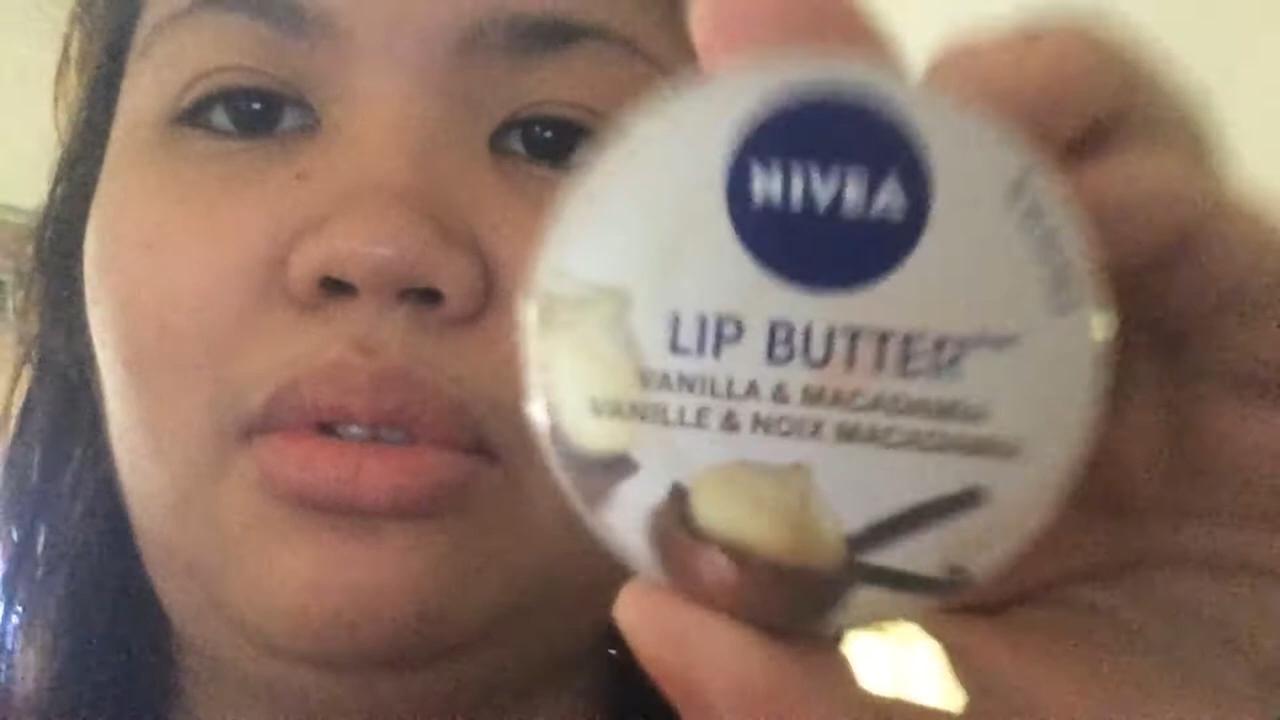 NIVEA
LIP BUTTER
VANILLA & MACADAMIA
VANILLE & NOIX MACADAMIA